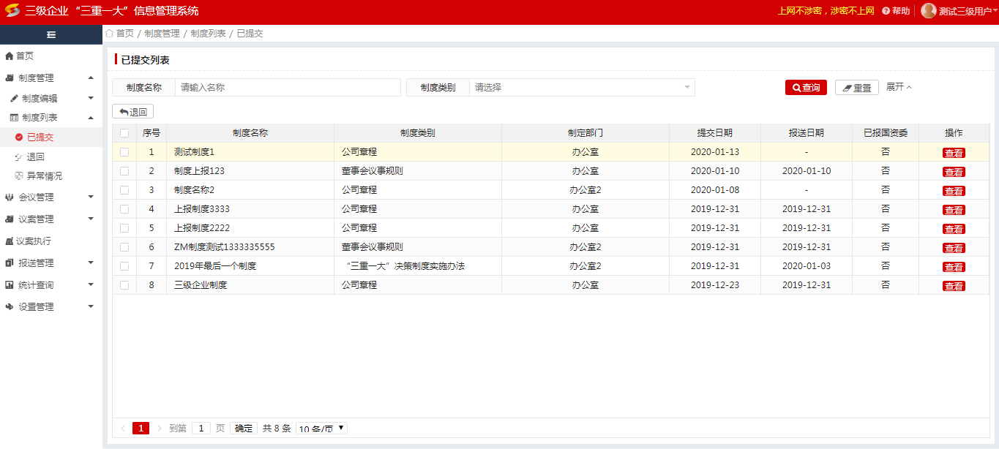 三级企业 “三重一大” 信息管理系统
上网不涉密，涉密不上网 帮助 测试三级用户
首页 / 制度管理 / 制度列表 / 已提交
首页
制度管理
制度编辑
制度列表
已提交
退回
异常情况
会议管理
议案管理
议案执行
报送管理
统计查询
设置管理
已提交列表
制度名称 请输入名称 制度类别 请选择 查询 重置 展开
退回
序号 制度名称 制度类别 制定部门 提交日期 报送日期 已报国资委 操作
1 测试制度1 公司章程 办公室 2020-01-13 - 否 查看
2 制度上报123 董事会议事规则 办公室 2020-01-10 2020-01-10 否 查看
3 制度名称2 公司章程 办公室2 2020-01-08 - 否 查看
4 上报制度3333 公司章程 办公室 2019-12-31 2019-12-31 否 查看
5 上报制度2222 公司章程 办公室 2019-12-31 2019-12-31 否 查看
6 ZM制度测试1333335555 董事会议事规则 办公室2 2019-12-31 2019-12-31 否 查看
7 2019年最后一个制度 “三重一大”决策制度实施办法 办公室2 2019-12-31 2020-01-03 否 查看
8 三级企业制度 公司章程 办公室 2019-12-23 2019-12-31 否 查看
1 到第 1 页 确定 共 8 条 10 条/页